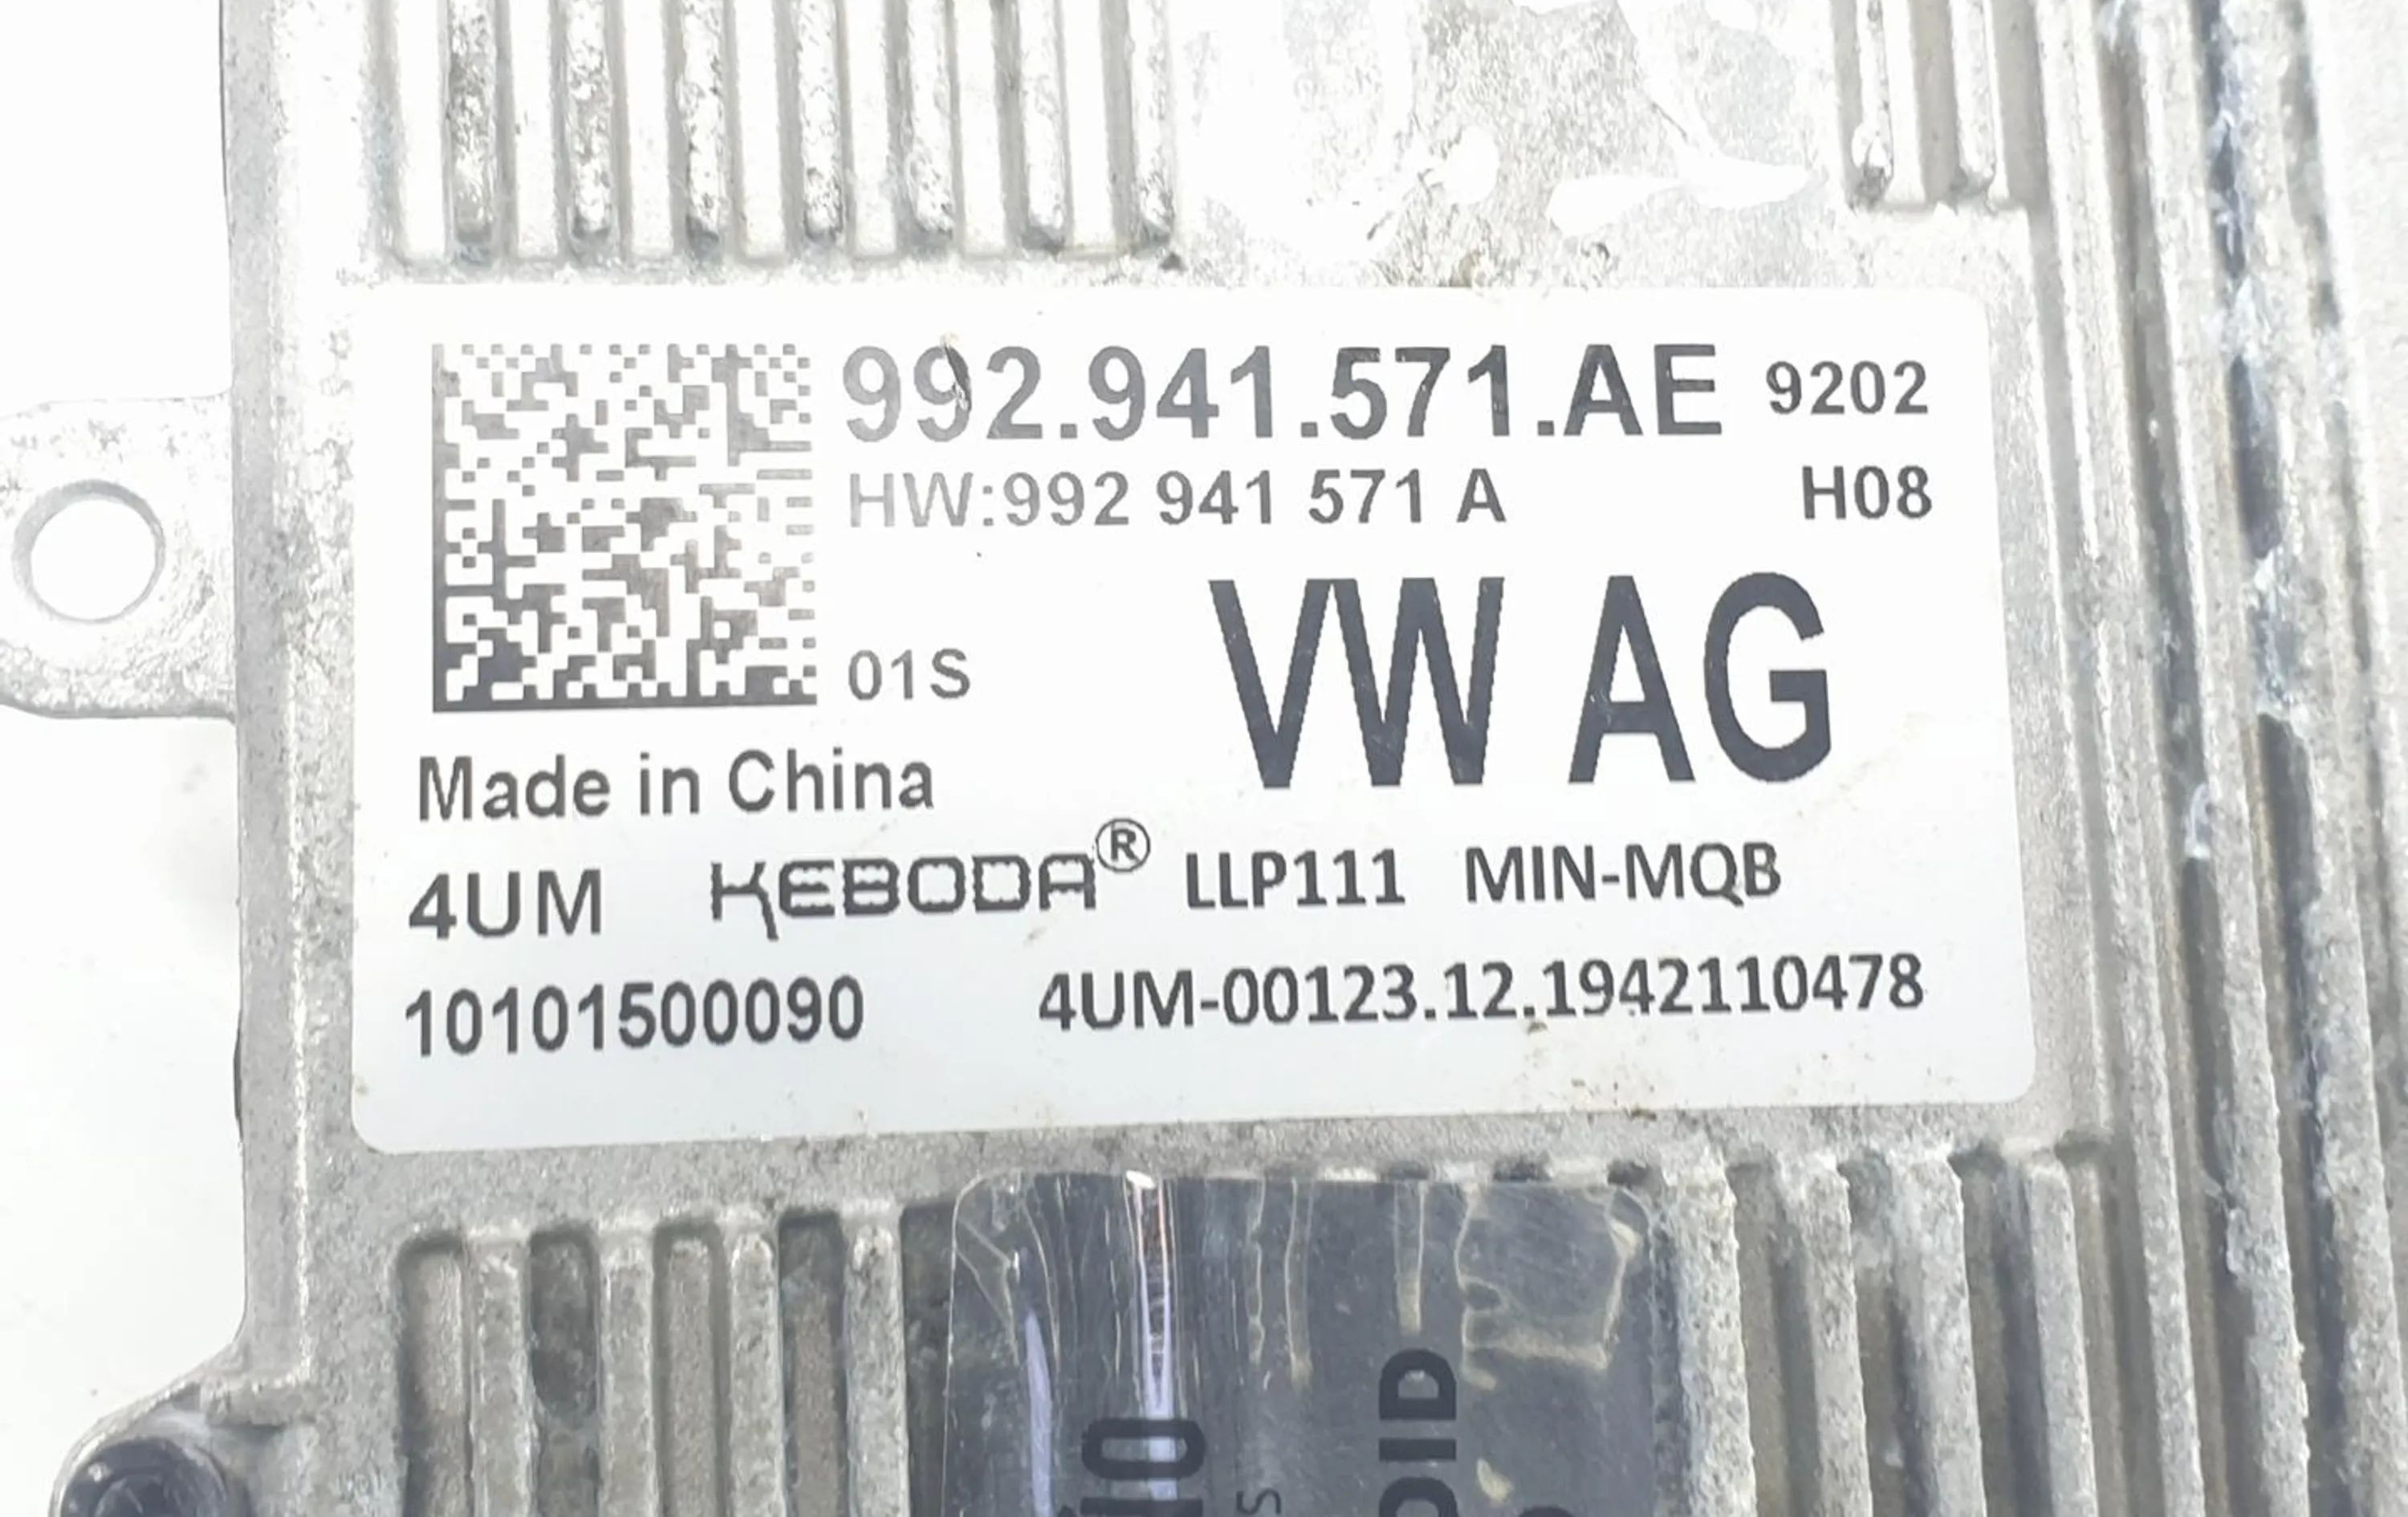 992.941.571.AE 9202
HW:992 941 571 A H08
VW AG
01S
Made in China
4UM KEBODA® LLP111 MIN-MQB
10101500090 4UM-00123.12.1942110478